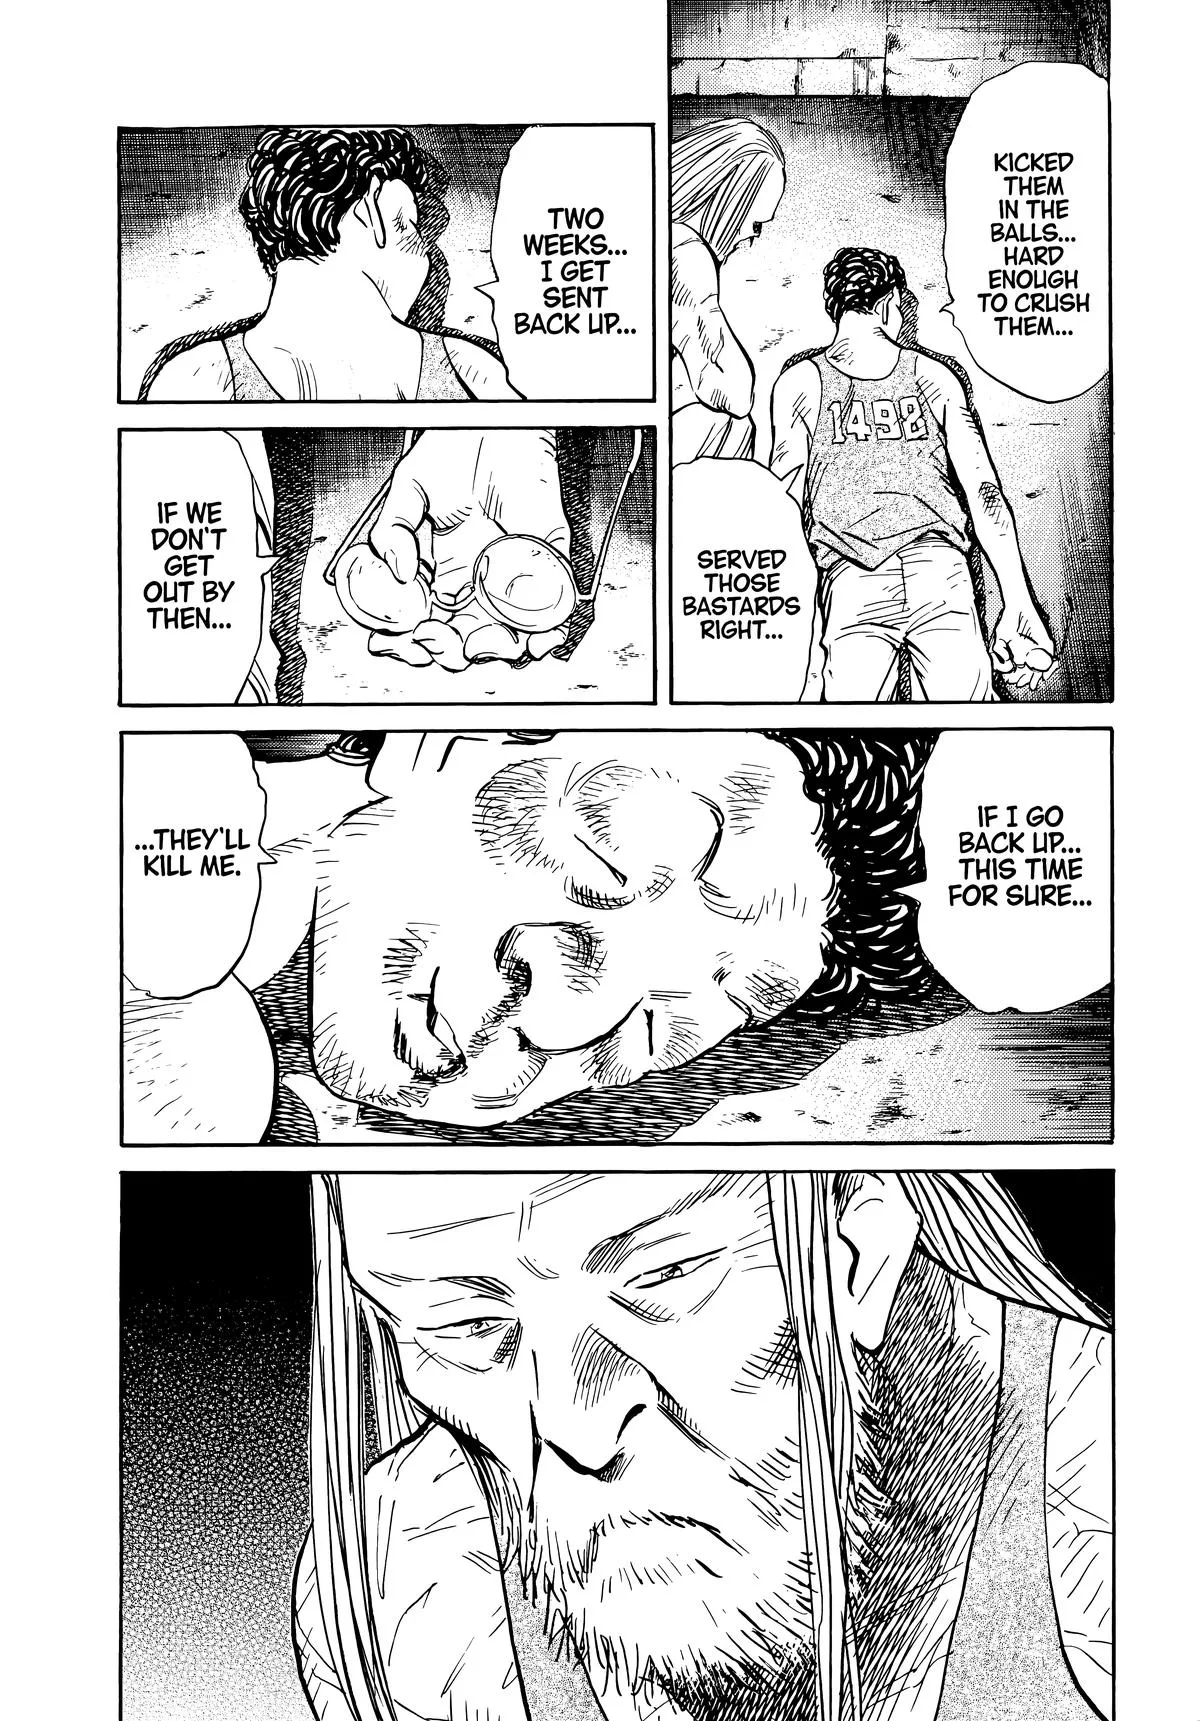 KICKED
THEM
IN THE
BALLS...
HARD
ENOUGH
TO CRUSH
THEM...
1492
SERVED
THOSE
BASTARDS
RIGHT...
TWO
WEEKS...
I GET
SENT
BACK UP...
IF WE
DON'T
GET
OUT BY
THEN...
IF I GO
BACK UP...
THIS TIME
FOR SURE...
...THEY'LL
KILL ME.